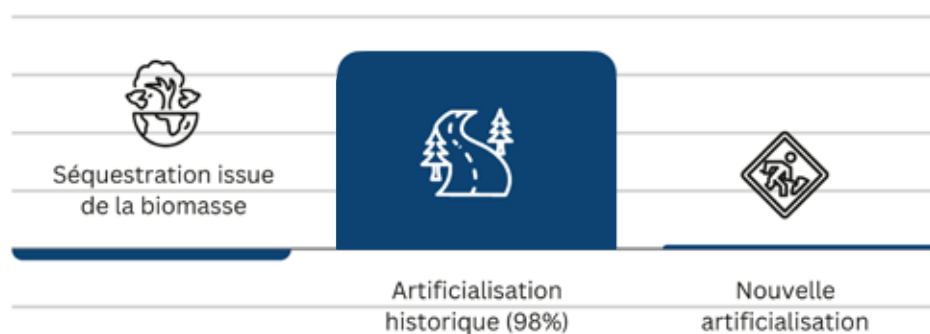 Séquestration issue
de la biomasse
Artificialisation
historique (98%)
Nouvelle
artificialisation